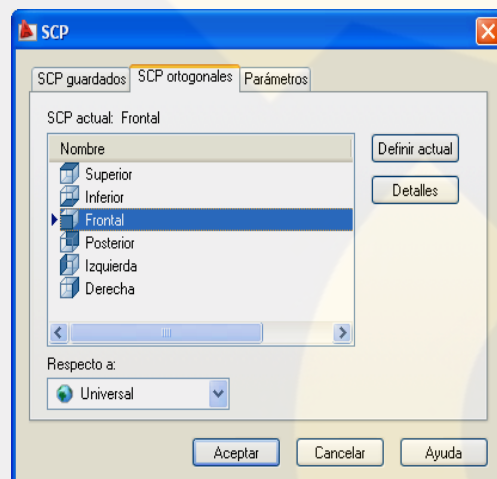 SCP
SCP guardados SCP ortogonales Parámetros
SCP actual: Frontal
Nombre
Definir actual
Superior
Detalles
Inferior
Frontal
Posterior
Izquierda
Derecha
Respecto a:
Universal
Aceptar Cancelar Ayuda